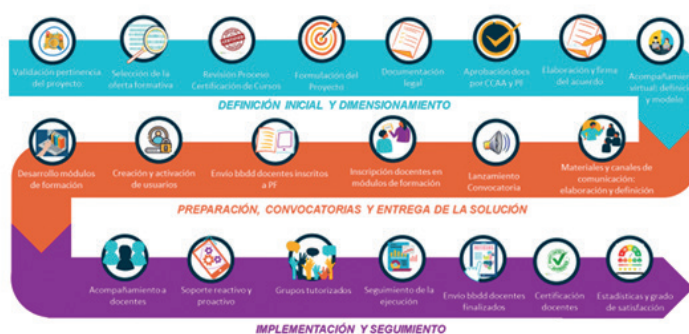 Validación pertinencia
del proyecto
Selección de la
oferta formativa
Revisión Proceso
Certificación de Cursos
Formulación del
Proyecto
Documentación
legal
Aprobación docs
por CCAA y PF
Elaboración y firma
del acuerdo
Acompañamien
virtual: definici
y modelo
DEFINICIÓN INICIAL Y DIMENSIONAMIENTO
Desarrollo módulos
de formación
Creación y activación
de usuarios
Envío bbdd docentes inscritos
a PF
Inscripción docentes en
módulos de formación
Lanzamiento
Convocatoria
Materiales y canales de
comunicación:
elaboración y definición
PREPARACIÓN, CONVOCATORIAS Y ENTREGA DE LA SOLUCIÓN
Acompañamiento a
docentes
Soporte reactivo y
proactivo
Grupos tutorizados
Seguimiento de la
ejecución
Envío bbdd docentes
finalizados
Certificación
docentes
Estadísticas y grado
de satisfacción
IMPLEMENTACIÓN Y SEGUIMIENTO